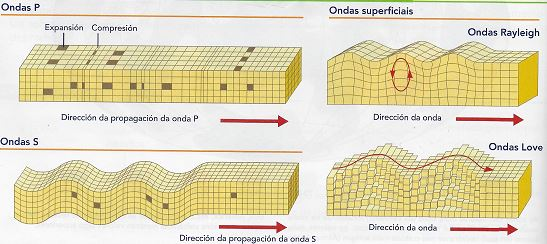 Ondas P
Expansión
Compresión
Dirección da propagación da onda P
Ondas S
Dirección da propagación da onda S
Ondas superficiais
Ondas Rayleigh
Dirección da onda
Ondas Love
Dirección da onda